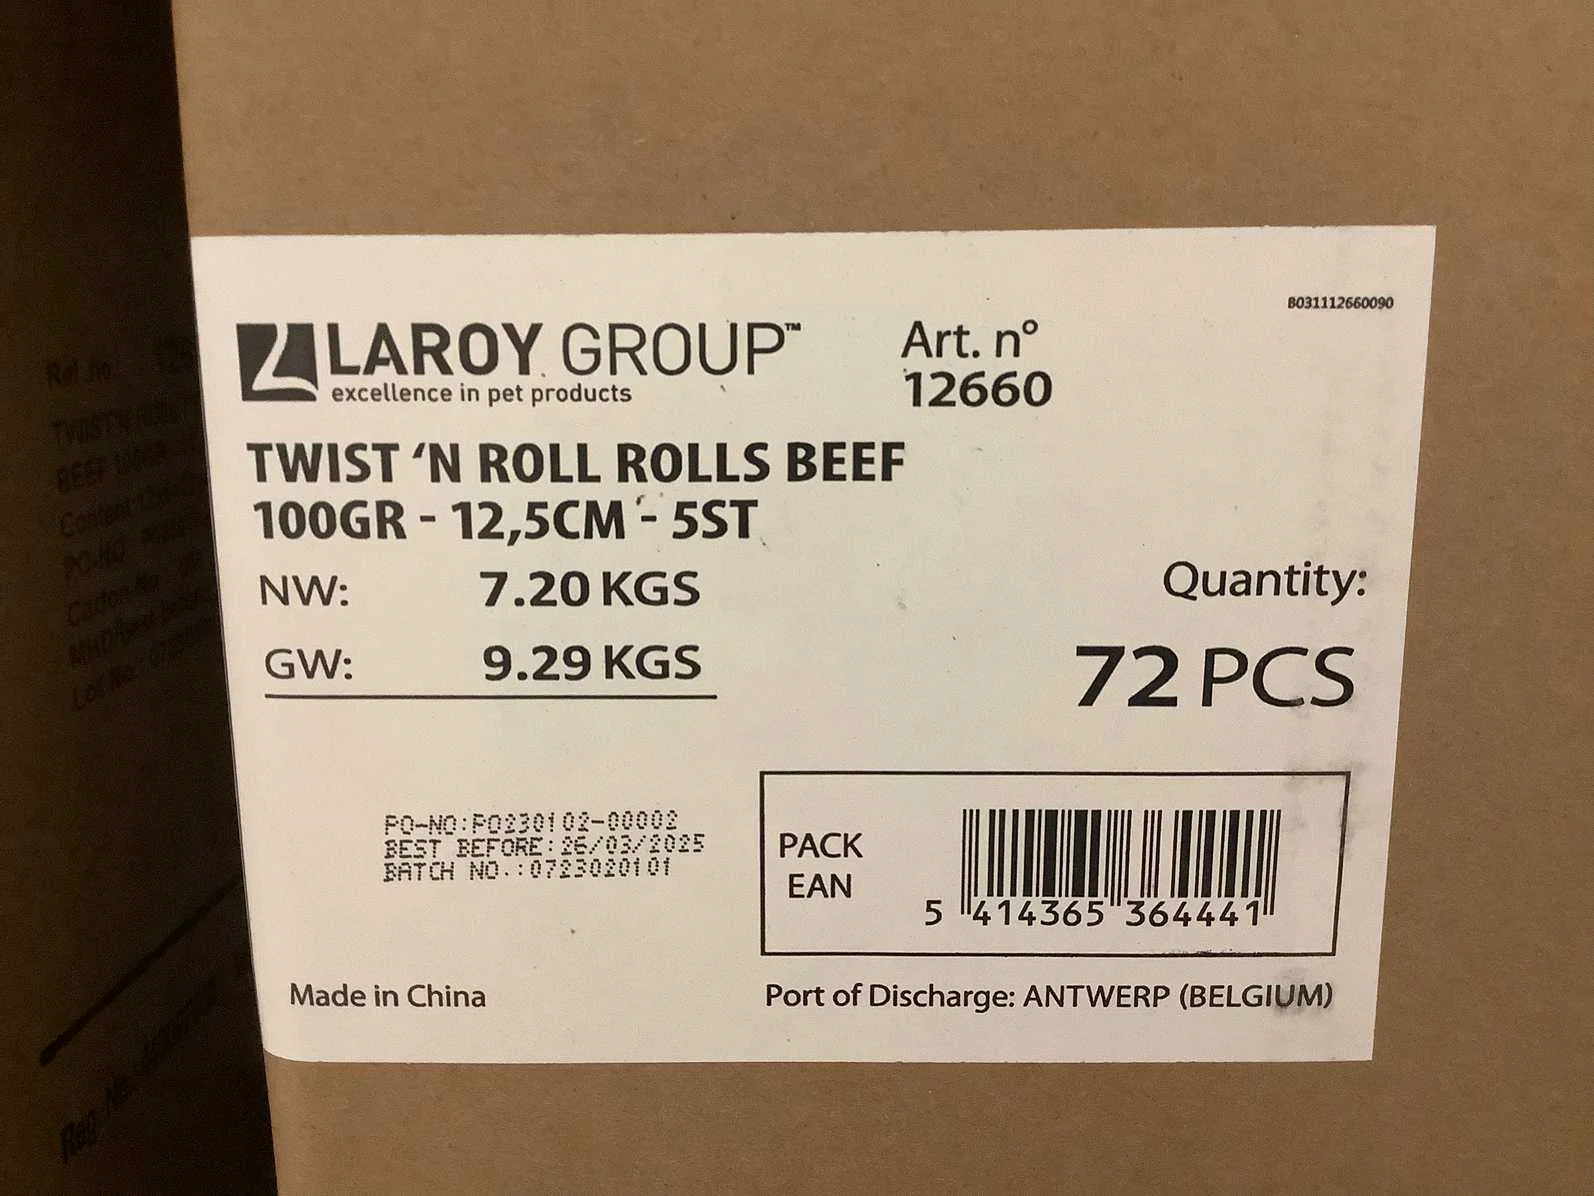 B031112660090
LAROY GROUP™
excellence in pet products
Art. n°
12660
TWIST ‘N ROLL ROLLS BEEF
100GR - 12,5CM - 5ST
NW: 7.20 KGS
GW: 9.29 KGS
Quantity:
72 PCS
PO-NO:PO230102-00002
BEST BEFORE:26/03/2025
BATCH NO.:0723020101
PACK
EAN
5 414365 364441
Made in China
Port of Discharge: ANTWERP (BELGIUM)